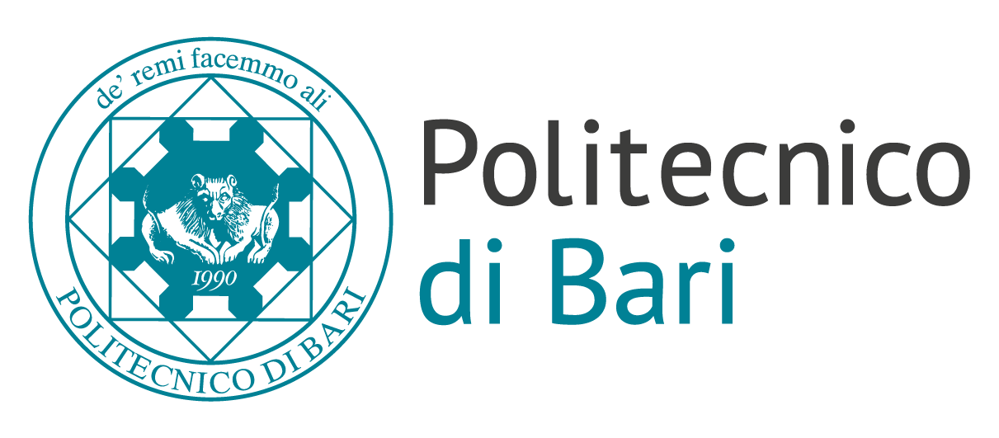 de’ remi facemmo ali
1990
POLITECNICO DI BARI
Politecnico
di Bari